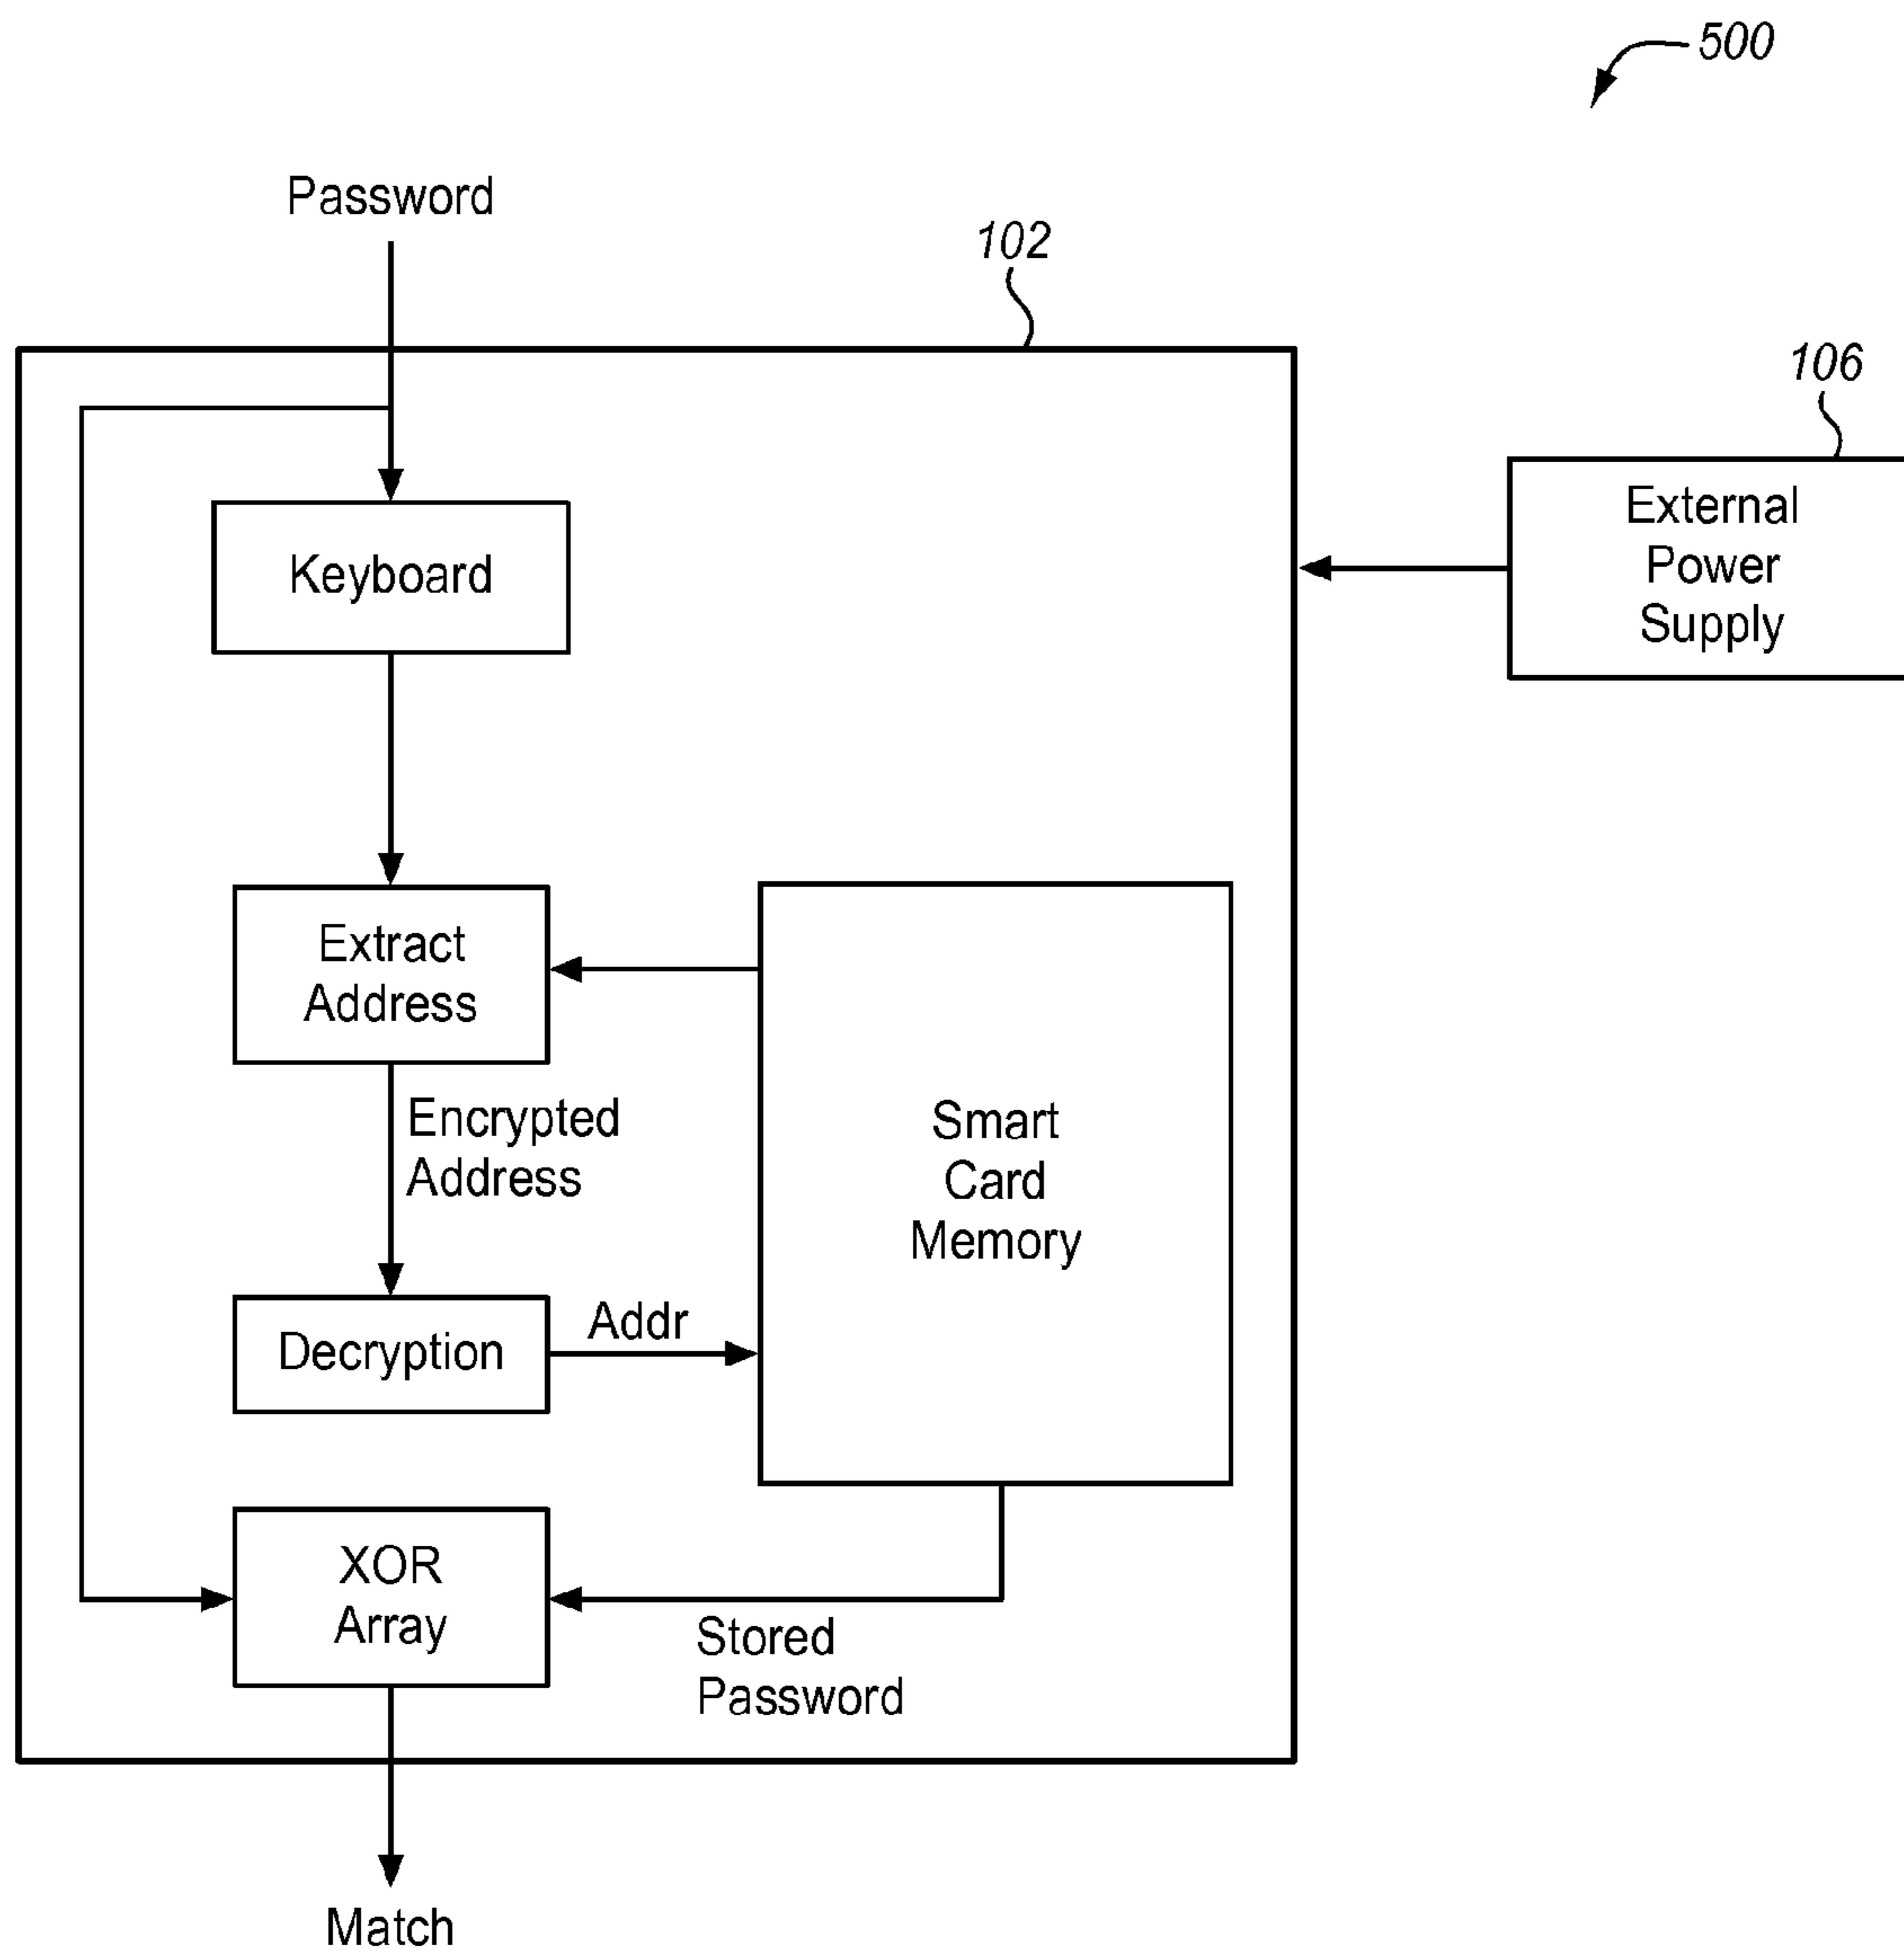 500
Password
102
106
External
Power
Supply
Keyboard
Extract
Address
Encrypted
Address
Smart
Card
Memory
Decryption
Addr
XOR
Array
Stored
Password
Match